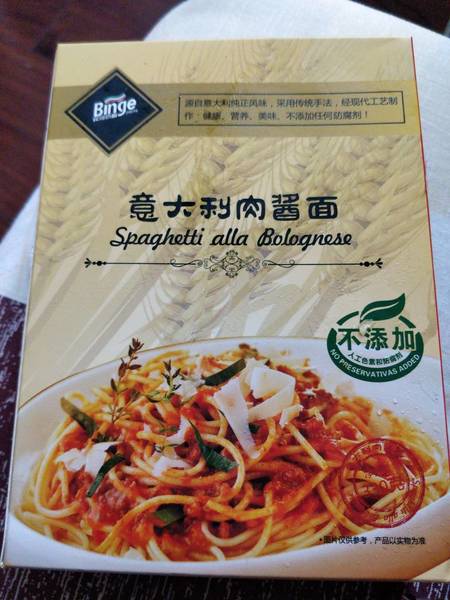 Binge
源自意大利纯正风味，采用传统手法，经现代工艺制
作，健康、营养、美味、不添加任何防腐剂！
意大利肉酱面
Spaghetti alla Bolognese
不添加
人工色素和防腐剂
NO PRESERVATIVAS ADDED
*图片仅供参考，产品以实物为准